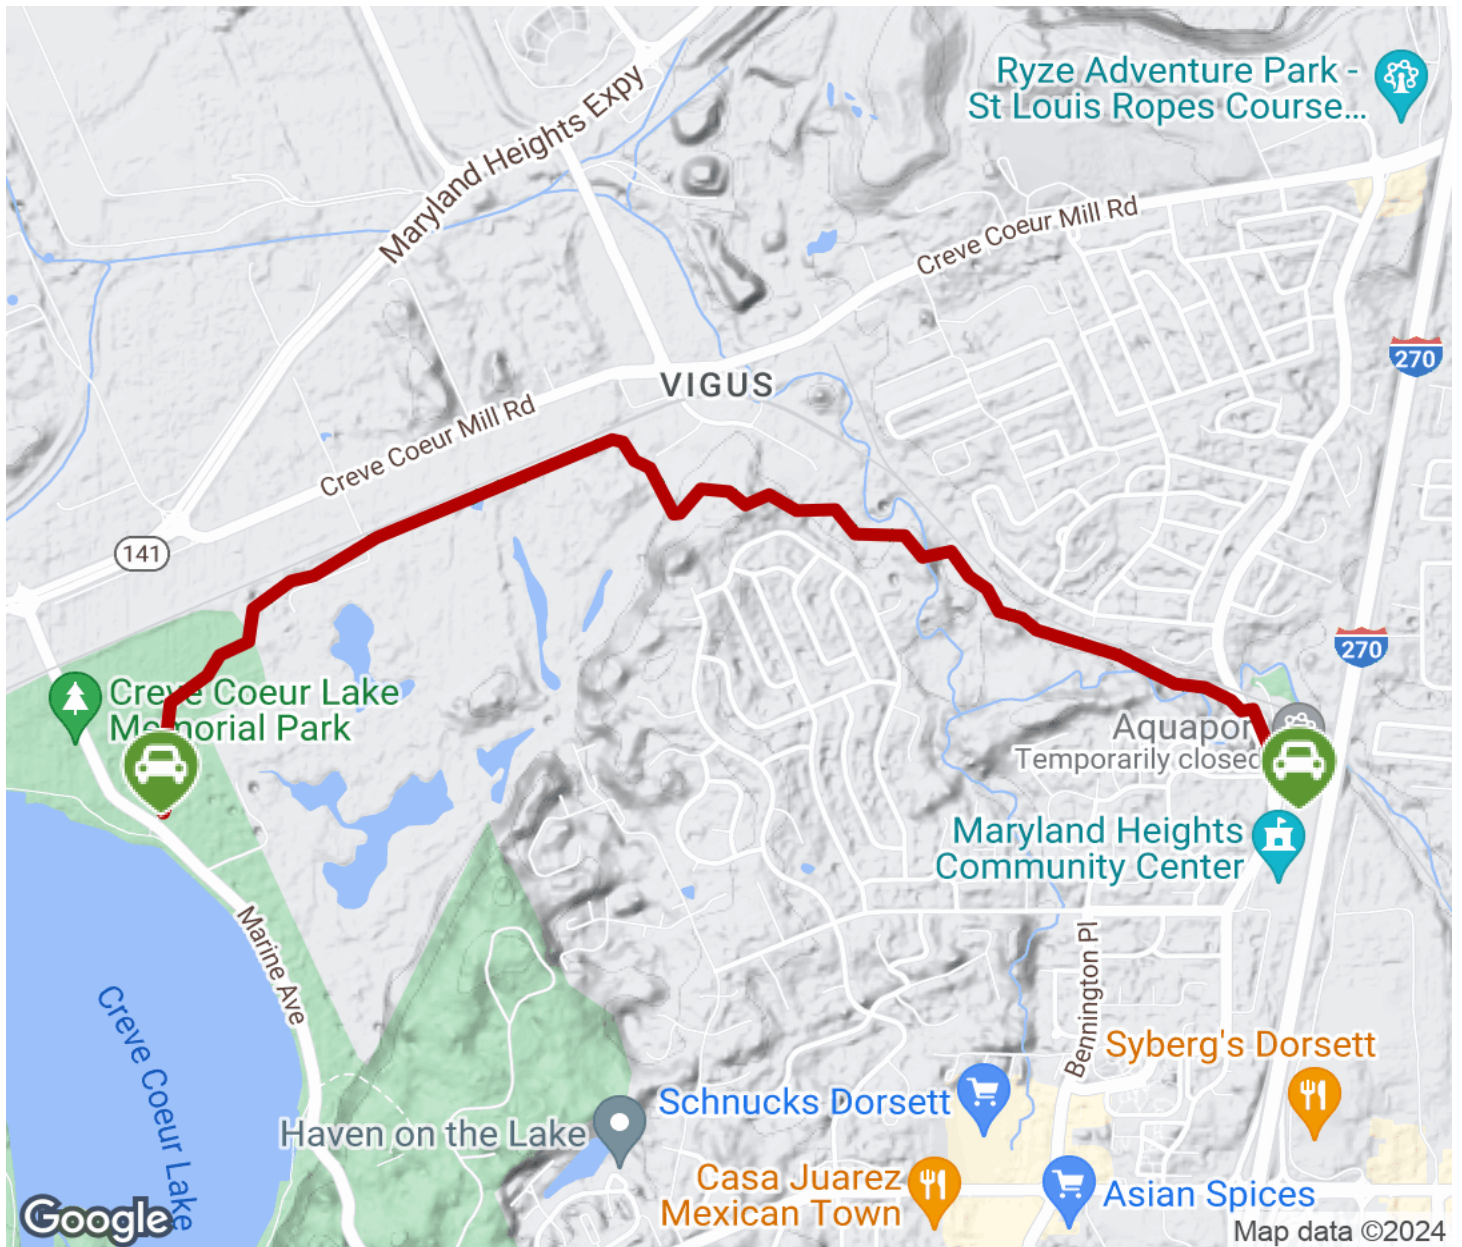 Ryze Adventure Park -
St Louis Ropes Course...
Maryland Heights Expy
Creve Coeur Mill Rd
270
VIGUS
Creve Coeur Mill Rd
141
270
Creve Coeur Lake
Memorial Park
Aquapor
Temporarily closed
Maryland Heights
Community Center
Marine Ave
Bennington Pl
Creve Coeur Lake
Syberg's Dorsett
Schnucks Dorsett
Haven on the Lake
Casa Juarez
Mexican Town
Asian Spices
Google
Map data ©2024